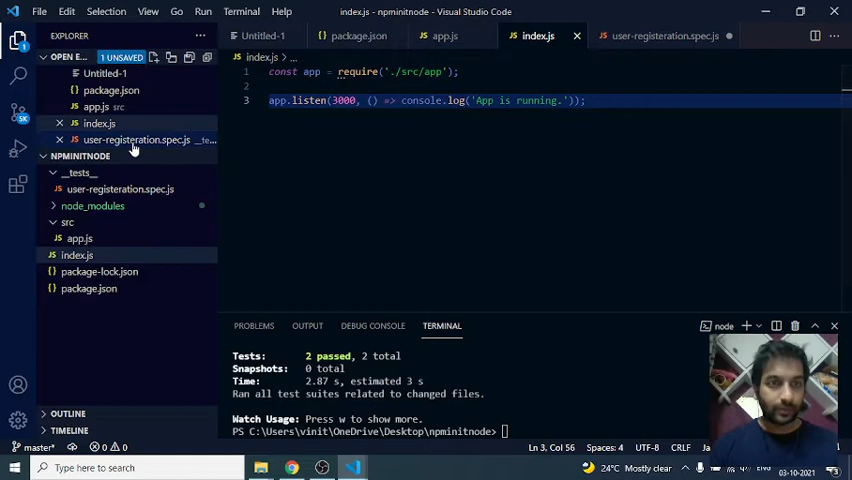 File Edit Selection View Go Run Terminal Help index.js - npminitnode - Visual Studio Code
EXPLORER
OPEN E... 1 UNSAVED
Untitled-1
package.json
app.js src
index.js
user-registeration.spec.js __te...
NPMINITNODE
__tests__
user-registeration.spec.js
node_modules
src
app.js
index.js
package-lock.json
package.json
OUTLINE
TIMELINE
Untitled-1 package.json app.js index.js user-registeration.spec.js
index.js > ...
1 const app = require('./src/app');
2
3 app.listen(3000, () => console.log('App is running.'));
PROBLEMS OUTPUT DEBUG CONSOLE TERMINAL node
Tests: 2 passed, 2 total
Snapshots: 0 total
Time: 2.87 s, estimated 3 s
Ran all test suites related to changed files.
Watch Usage: Press w to show more.
PS C:\Users\vinit\OneDrive\Desktop\npminitnode>
master* 0 0 Ln 3, Col 56 Spaces: 4 UTF-8 CRLF
Type here to search 24°C Mostly clear ENG 03-10-2021